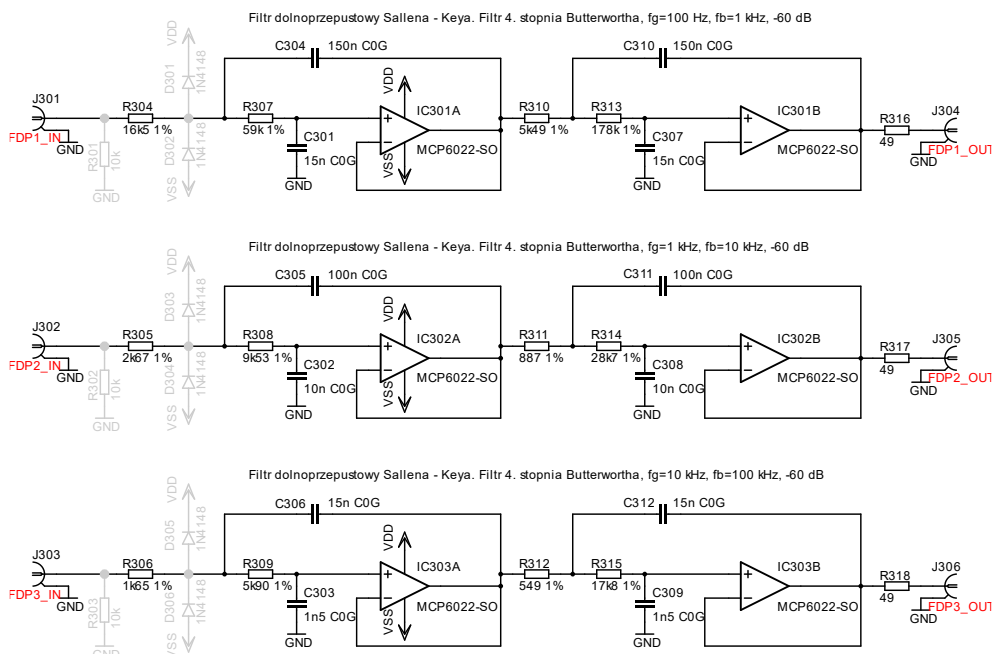 Filtr dolnoprzepustowy Sallena - Keya. Filtr 4. stopnia Butterwortha, fg=100 Hz, fb=1 kHz, -60 dB
VDD
C304 150n C0G
C310 150n C0G
D301
1N4148
VDD
J301
R304
R307
IC301A
R310
R313
IC301B
J304
16k5 1%
59k 1%
5k49 1%
178k 1%
R316
49
FDP1_IN
GND
R301
10k
D302
1N4148
C301
15n C0G
MCP6022-SO
C307
15n C0G
MCP6022-SO
GND
FDP1_OUT
VSS
GND
VSS
GND
GND
Filtr dolnoprzepustowy Sallena - Keya. Filtr 4. stopnia Butterwortha, fg=1 kHz, fb=10 kHz, -60 dB
VDD
C305 100n C0G
C311 100n C0G
D303
1N4148
VDD
J302
R305
R308
IC302A
R311
R314
IC302B
J305
2k67 1%
9k53 1%
887 1%
28k7 1%
R317
49
FDP2_IN
GND
R302
10k
D304
1N4148
C302
10n C0G
MCP6022-SO
C308
10n C0G
MCP6022-SO
GND
FDP2_OUT
VSS
GND
VSS
GND
GND
Filtr dolnoprzepustowy Sallena - Keya. Filtr 4. stopnia Butterwortha, fg=10 kHz, fb=100 kHz, -60 dB
VDD
C306 15n C0G
C312 15n C0G
D305
1N4148
VDD
J303
R306
R309
IC303A
R312
R315
IC303B
J306
1k65 1%
5k90 1%
549 1%
17k8 1%
R318
49
FDP3_IN
GND
R303
10k
D306
1N4148
C303
1n5 C0G
MCP6022-SO
C309
1n5 C0G
MCP6022-SO
GND
FDP3_OUT
VSS
GND
VSS
GND
GND